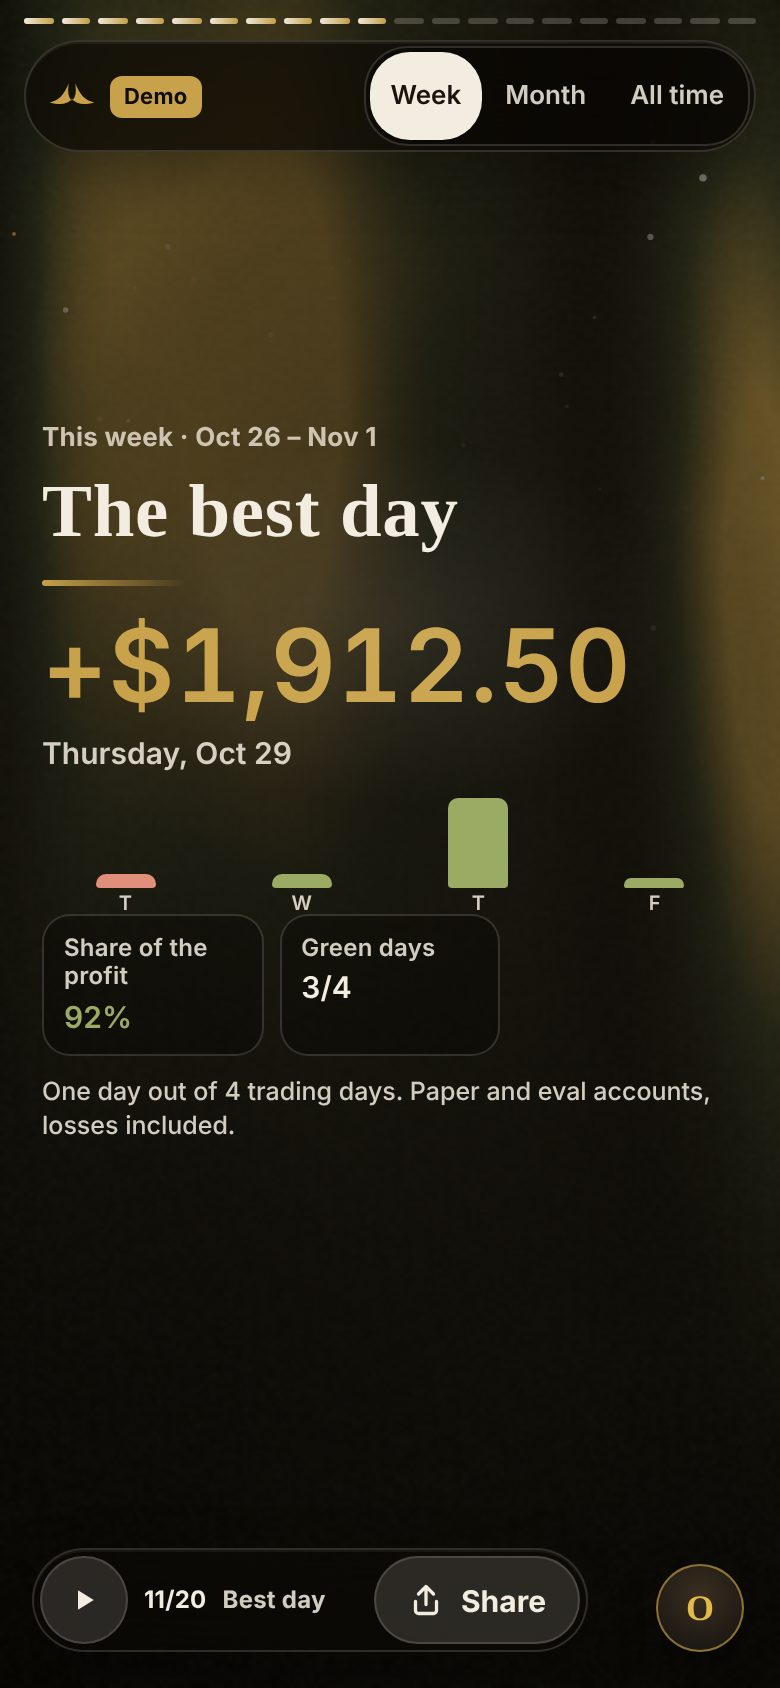 Demo
Week
Month
All time
This week · Oct 26 – Nov 1
The best day
+$1,912.50
Thursday, Oct 29
T
W
T
F
Share of the
profit
92%
Green days
3/4
One day out of 4 trading days. Paper and eval accounts,
losses included.
11/20 Best day
Share
O